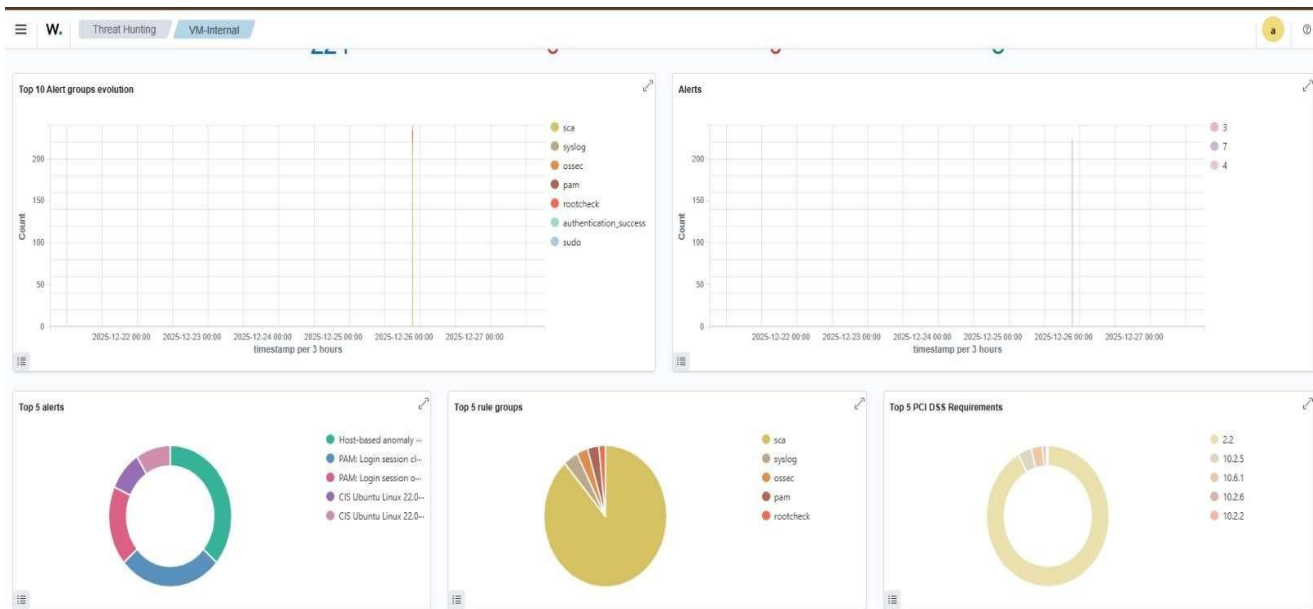 W.
Threat Hunting
VM-Internal
a
Top 10 Alert groups evolution
200
150
100
50
0
Count
2025-12-22 00:00 2025-12-23 00:00 2025-12-24 00:00 2025-12-25 00:00 2025-12-26 00:00 2025-12-27 00:00
timestamp per 3 hours
sca
syslog
ossec
pam
rootcheck
authentication_success
sudo
Alerts
200
150
100
50
0
Count
2025-12-22 00:00 2025-12-23 00:00 2025-12-24 00:00 2025-12-25 00:00 2025-12-26 00:00 2025-12-27 00:00
timestamp per 3 hours
3
7
4
Top 5 alerts
Host-based anomaly ···
PAM: Login session cl···
PAM: Login session o···
CIS Ubuntu Linux 22.0···
CIS Ubuntu Linux 22.0···
Top 5 rule groups
sca
syslog
ossec
pam
rootcheck
Top 5 PCI DSS Requirements
2.2
10.2.5
10.6.1
10.2.6
10.2.2